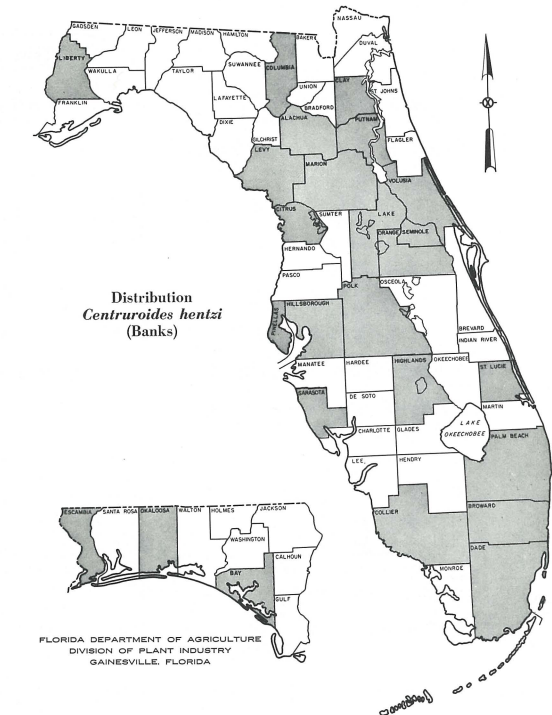 NASSAU
GADSDEN
LEON
JEFFERSON
MADISON
HAMILTON
BAKER
DUVAL
LIBERTY
WAKULLA
TAYLOR
SUWANNEE
COLUMBIA
UNION
CLAY
ST JOHNS
FRANKLIN
LAFAYETTE
BRADFORD
DIXIE
GILCHRIST
ALACHUA
PUTNAM
FLAGLER
LEVY
MARION
VOLUSIA
CITRUS
SUMTER
LAKE
ORANGE
SEMINOLE
HERNANDO
PASCO
OSCEOLA
POLK
Distribution
Centruroides hentzi
(Banks)
PINELLAS
HILLSBOROUGH
BREVARD
INDIAN RIVER
MANATEE
HARDEE
HIGHLANDS
OKEECHOBEE
ST LUCIE
SARASOTA
DE SOTO
MARTIN
CHARLOTTE
GLADES
LAKE
OKEECHOBEE
PALM BEACH
LEE
HENDRY
COLLIER
BROWARD
DADE
MONROE
ESCAMBIA
SANTA ROSA
OKALOOSA
WALTON
HOLMES
JACKSON
WASHINGTON
CALHOUN
BAY
GULF
FLORIDA DEPARTMENT OF AGRICULTURE
DIVISION OF PLANT INDUSTRY
GAINESVILLE, FLORIDA